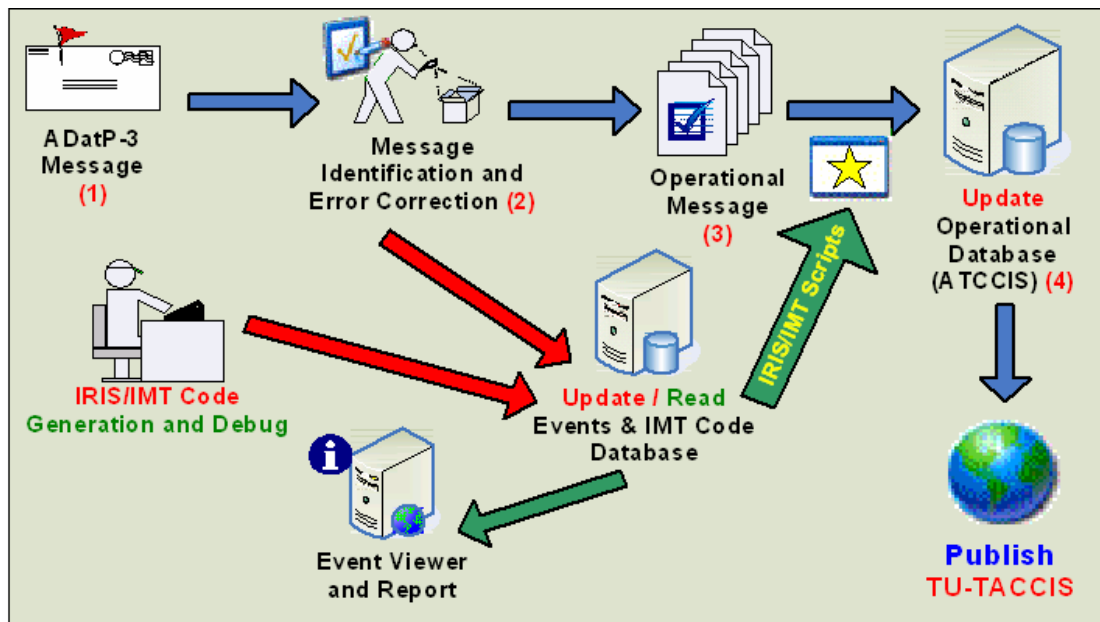 ADatP-3
Message
(1)
Message
Identification and
Error Correction (2)
Operational
Message
(3)
Update
Operational
Database
(ATCCIS) (4)
IRIS/IMT Scripts
IRIS/IMT Code
Generation and Debug
Update / Read
Events & IMT Code
Database
Event Viewer
and Report
Publish
TU-TACCIS